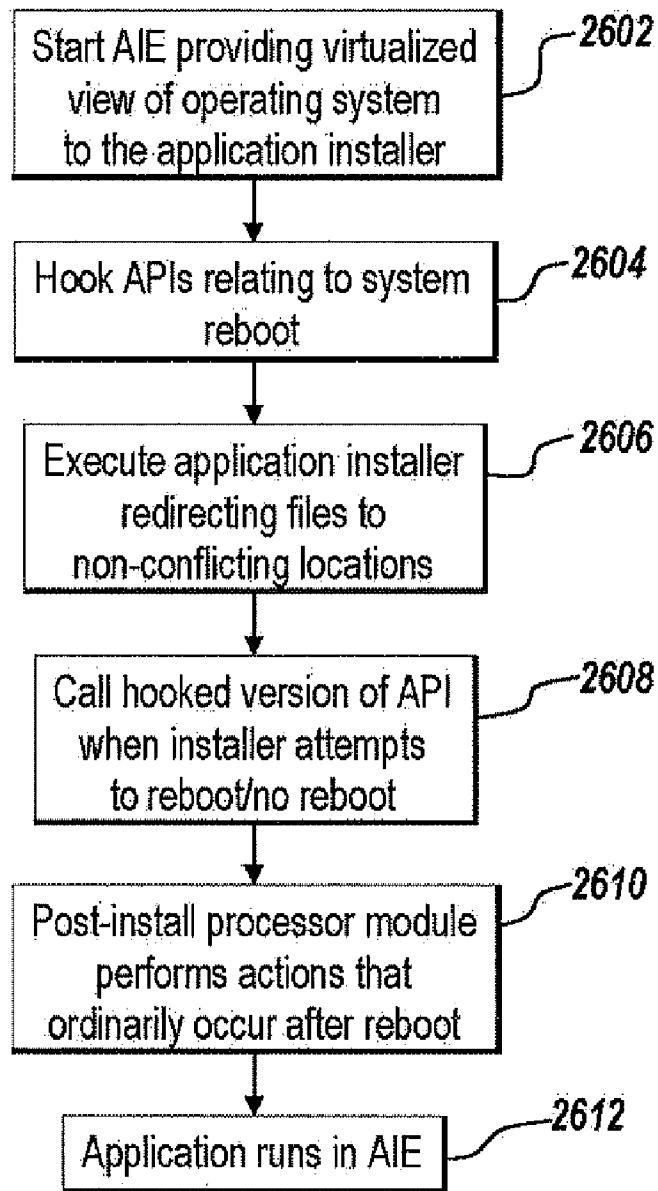 Start AIE providing virtualized
view of operating system
to the application installer
2602
Hook APIs relating to system
reboot
2604
Execute application installer
redirecting files to
non-conflicting locations
2606
Call hooked version of API
when installer attempts
to reboot/no reboot
2608
Post-install processor module
performs actions that
ordinarily occur after reboot
2610
Application runs in AIE
2612